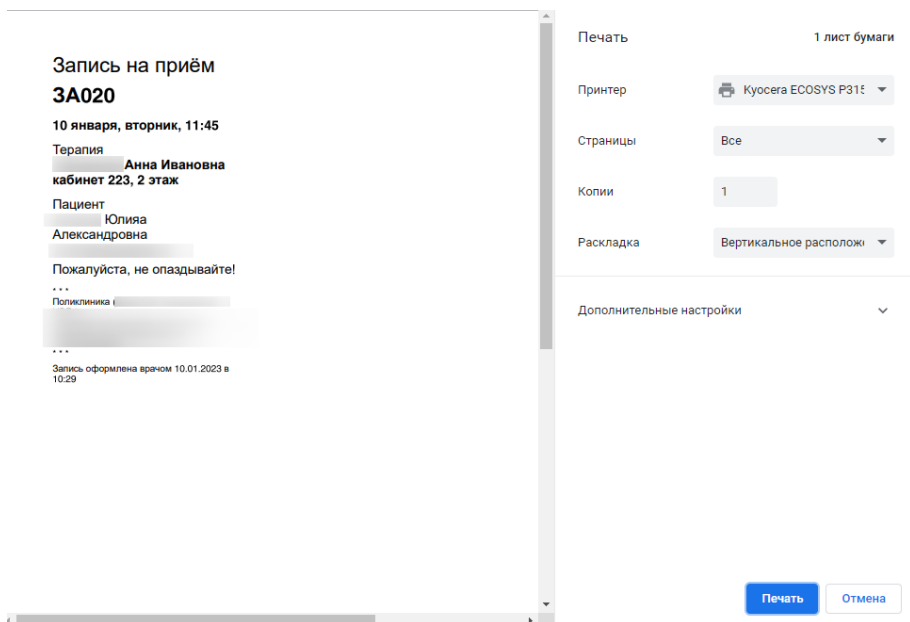 Запись на приём
3A020
10 января, вторник, 11:45
Терапия
Анна Ивановна
кабинет 223, 2 этаж
Пациент
Юлияа
Александровна
Пожалуйста, не опаздывайте!
...
Поликлиника
...
Запись оформлена врачом 10.01.2023 в
10:29
Печать
1 лист бумаги
Принтер
Kyocera ECOSYS P315
Страницы
Все
Копии
1
Раскладка
Вертикальное располож
Дополнительные настройки
Печать
Отмена